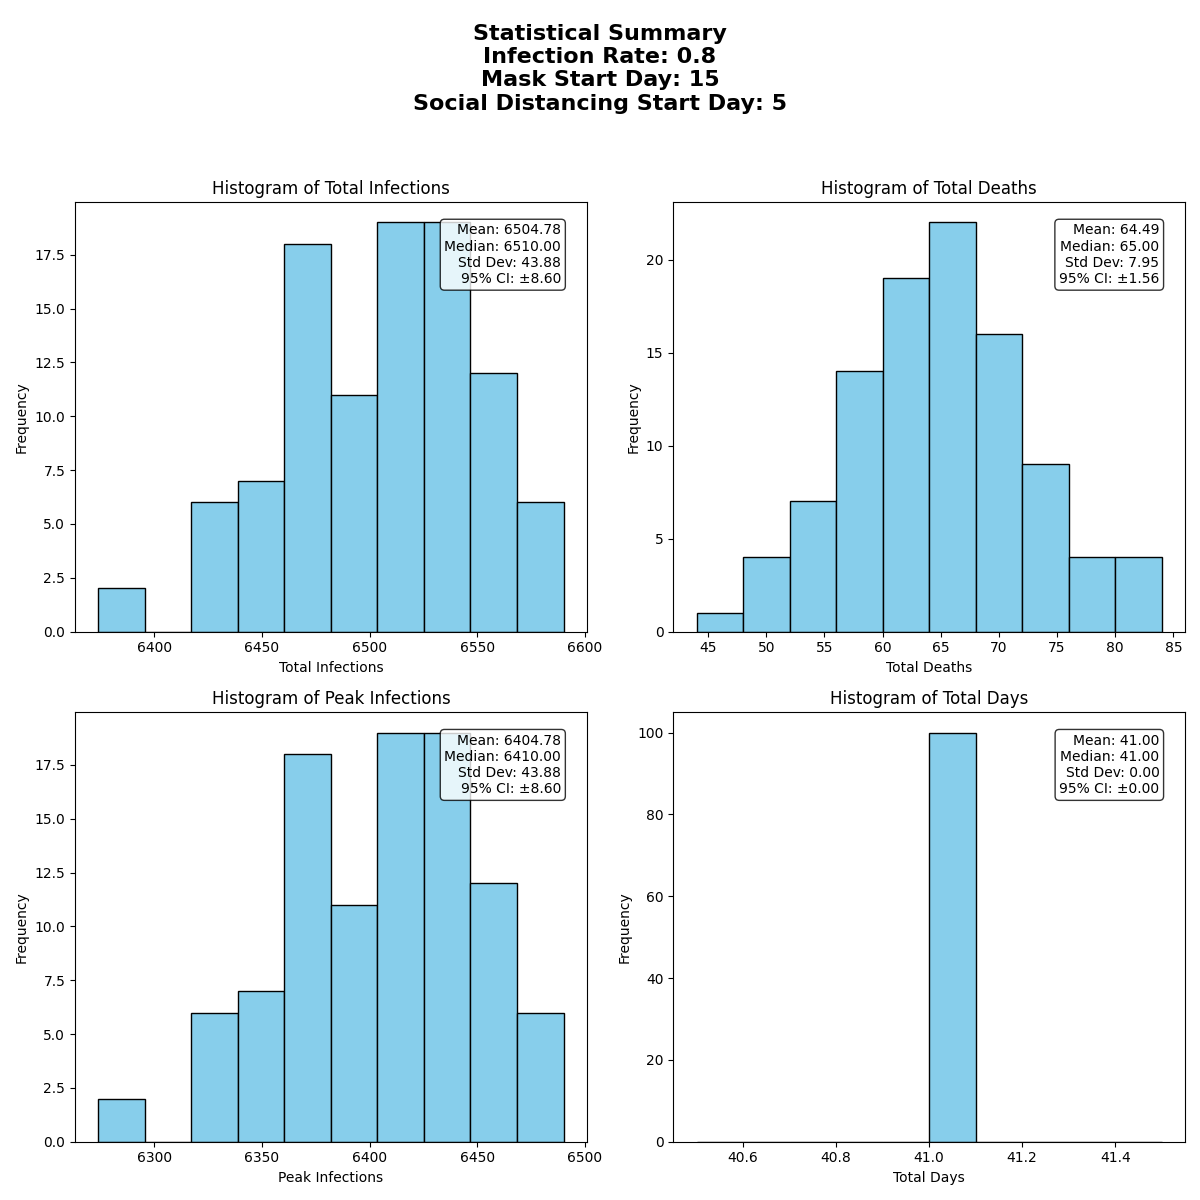 Statistical Summary
Infection Rate: 0.8
Mask Start Day: 15
Social Distancing Start Day: 5
Histogram of Total Infections
Mean: 6504.78
Median: 6510.00
Std Dev: 43.88
95% CI: ±8.60
17.5
15.0
12.5
10.0
7.5
5.0
2.5
0.0
Frequency
6400 6450 6500 6550 6600
Total Infections
Histogram of Total Deaths
Mean: 64.49
Median: 65.00
Std Dev: 7.95
95% CI: ±1.56
20
15
10
5
0
Frequency
45 50 55 60 65 70 75 80 85
Total Deaths
Histogram of Peak Infections
Mean: 6404.78
Median: 6410.00
Std Dev: 43.88
95% CI: ±8.60
17.5
15.0
12.5
10.0
7.5
5.0
2.5
0.0
Frequency
6300 6350 6400 6450 6500
Peak Infections
Histogram of Total Days
Mean: 41.00
Median: 41.00
Std Dev: 0.00
95% CI: ±0.00
100
80
60
40
20
0
Frequency
40.6 40.8 41.0 41.2 41.4
Total Days